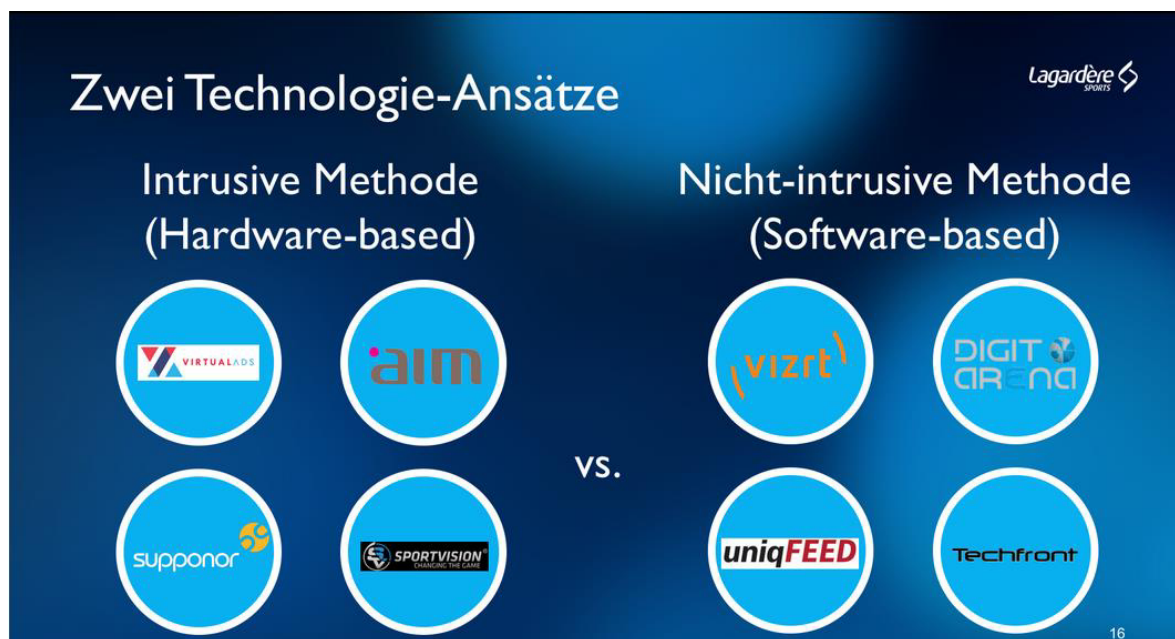 Zwei Technologie-Ansätze
Lagardère
SPORTS
Intrusive Methode
(Hardware-based)
Nicht-intrusive Methode
(Software-based)
VIRTUALADS
aim
vizrt
DIGIT
ARENA
vs.
supponor
SPORTVISION®
CHANGING THE GAME
uniqFEED
Techfront
16